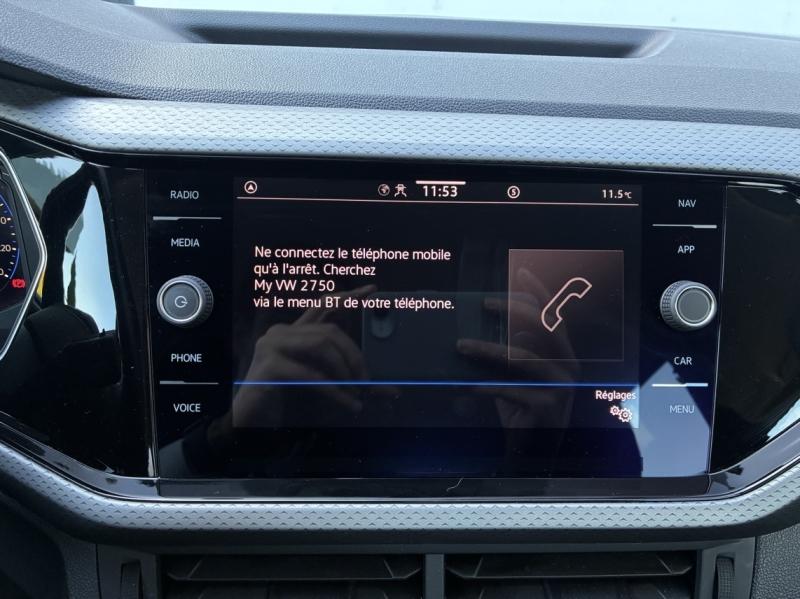 RADIO
MEDIA
PHONE
VOICE
11:53
S
11.5°C
Ne connectez le téléphone mobile
qu'à l'arrêt. Cherchez
My VW 2750
via le menu BT de votre téléphone.
Réglages
NAV
APP
CAR
MENU